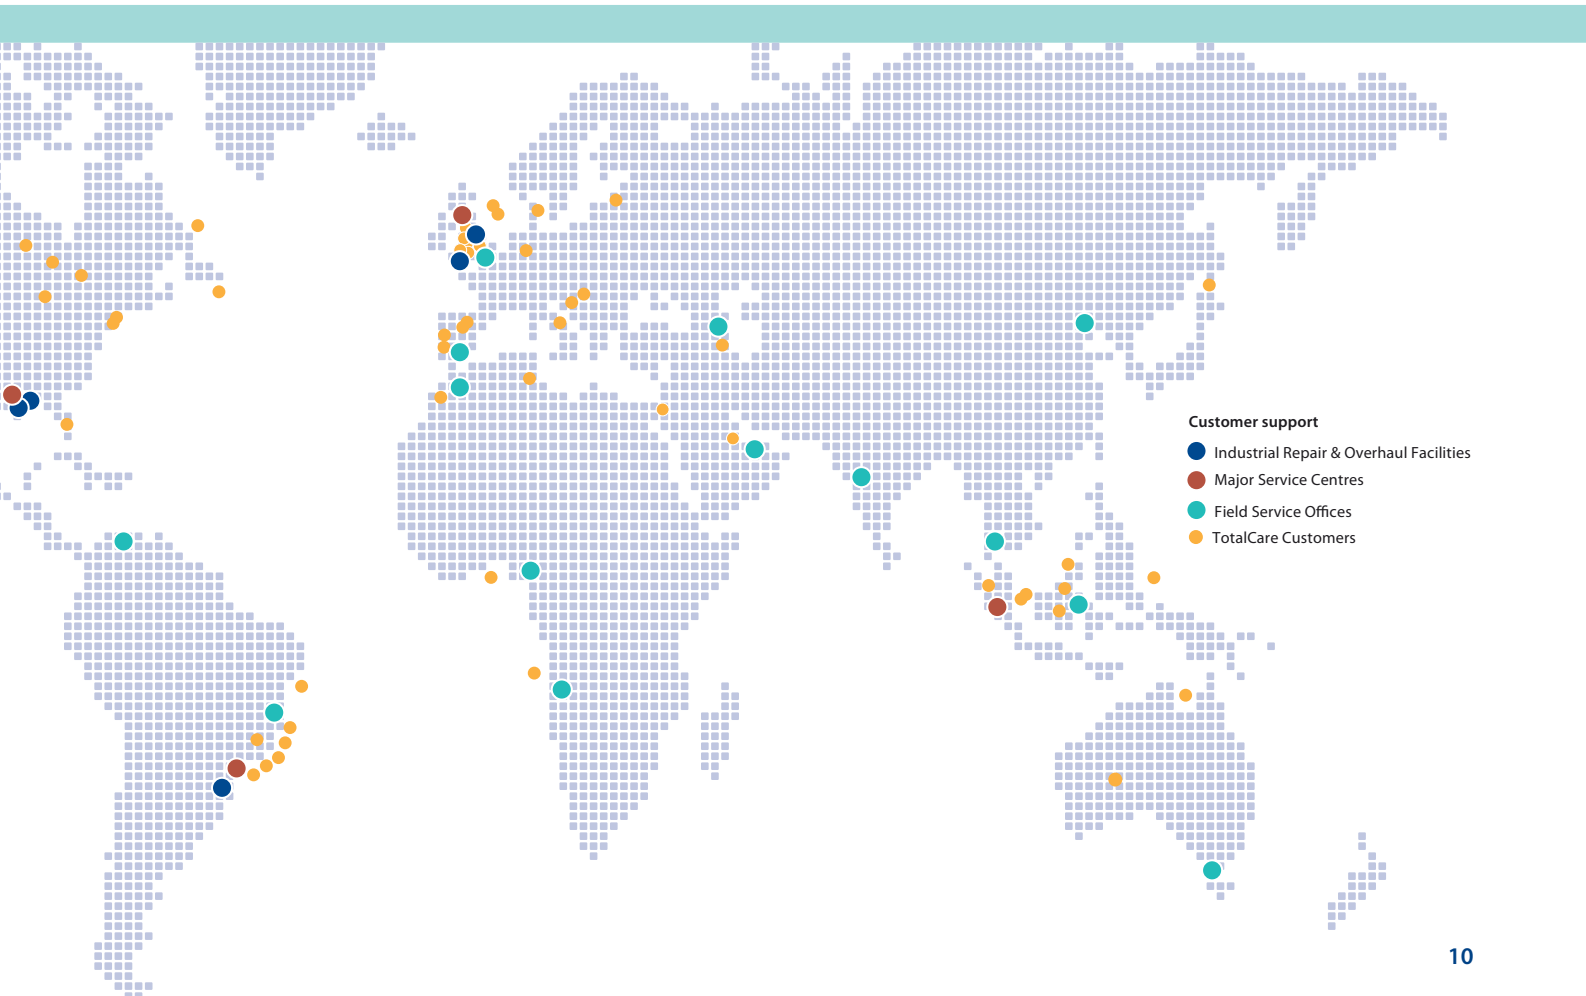 Customer support
Industrial Repair & Overhaul Facilities
Major Service Centres
Field Service Offices
TotalCare Customers
10